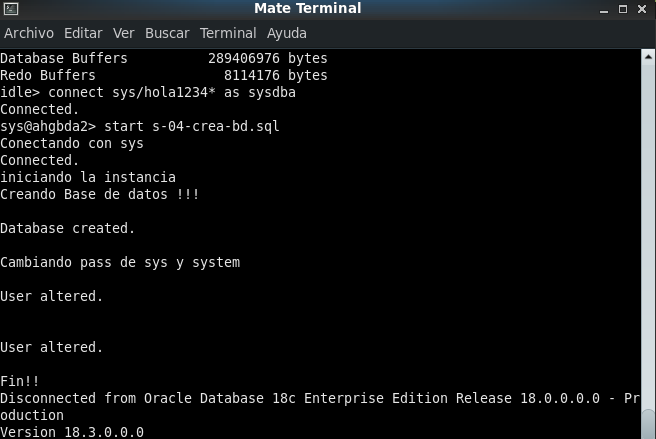 Mate Terminal
Archivo Editar Ver Buscar Terminal Ayuda
Database Buffers          289406976 bytes
Redo Buffers                8114176 bytes
idle> connect sys/hola1234* as sysdba
Connected.
sys@ahgbda2> start s-04-crea-bd.sql
Conectando con sys
Connected.
iniciando la instancia
Creando Base de datos !!!
Database created.
Cambiando pass de sys y system
User altered.
User altered.
Fin!!
Disconnected from Oracle Database 18c Enterprise Edition Release 18.0.0.0.0 - Pr
oduction
Version 18.3.0.0.0